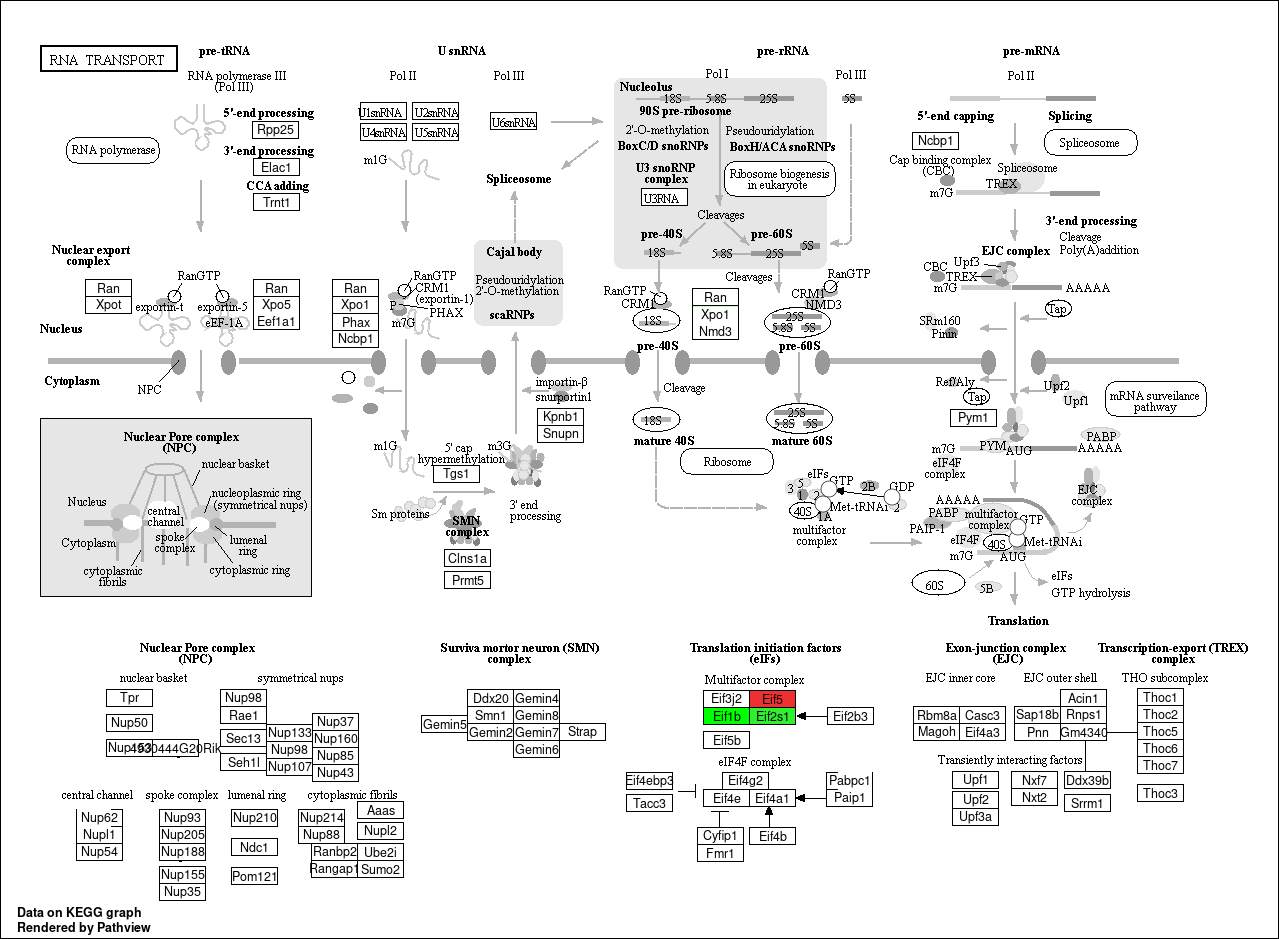 RNA TRANSPORT
pre-tRNA
U snRNA
pre-rRNA
pre-mRNA
RNA polymerase III
(Pol III)
Pol II
Pol III
Pol I
Pol III
Pol II
5'-end processing
Rpp25
3'-end processing
Elac1
CCA adding
Trnt1
RNA polymerase
U1snRNA
U2snRNA
U4snRNA
U5snRNA
U6snRNA
m1G
Spliceosome
Nucleolus
18S
5.8S
25S
5S
90S pre-ribosome
2'-O-methylation
Pseudouridylation
BoxC/D snoRNPs
BoxH/ACA snoRNPs
U3 snoRNP
complex
U3RNA
Ribosome biogenesis
in eukaryote
Cleavages
pre-40S
pre-60S
18S
5.8S
25S
5S
5'-end capping
Splicing
Ncbp1
Spliceosome
Cap binding complex
(CBC)
Spliceosome
TREX
m7G
3'-end processing
Cleavage
Poly(A)addition
EJC complex
CBC
Upf3
TREX
m7G
AAAAA
Tap
SRm160
Pinin
Nuclear export
complex
RanGTP
Ran
Xpot
exportin-t
exportin-5
eEF-1A
Ran
Xpo5
Eef1a1
Ran
Xpo1
Phax
Ncbp1
RanGTP
CRM1
(exportin-1)
P
PHAX
m7G
Cajal body
Pseudouridylation
2'-O-methylation
scaRNPs
Cleavages
RanGTP
CRM1
18S
pre-40S
Ran
Xpo1
Nmd3
RanGTP
CRM1
NMD3
25S
5.8S
5S
pre-60S
Nucleus
Cytoplasm
NPC
importin-β
snurportin1
Kpnb1
Snupn
Cleavage
18S
mature 40S
25S
5.8S
5S
mature 60S
Ribosome
Ref/Aly
Tap
Pym1
Upf2
Upf1
mRNA surveilance
pathway
m7G
PYM
AUG
PABP
AAAAA
eIF4F
complex
EJC
complex
Nuclear Pore complex
(NPC)
nuclear basket
Nucleus
nucleoplasmic ring
(symmetrical nups)
central
channel
spoke
complex
lumenal
ring
Cytoplasm
cytoplasmic
fibrils
cytoplasmic ring
m1G
5' cap
hypermethylation
Tgs1
m3G
Sm proteins
3' end
processing
SMN
complex
Clns1a
Prmt5
eIFs
GTP
2B
GDP
3
5
1
2
40S
1A
Met-tRNAi
2
multifactor
complex
AAAAA
PABP
PAIP-1
multifactor
complex
GTP
eIF4F
40S
Met-tRNAi
m7G
AUG
60S
5B
eIFs
GTP hydrolysis
Translation
Nuclear Pore complex
(NPC)
nuclear basket
symmetrical nups
Tpr
Nup50
Nup153
4930444G20Rik
Nup98
Rae1
Sec13
Seh1l
Nup133
Nup98
Nup107
Nup37
Nup160
Nup85
Nup43
central channel
spoke complex
lumenal ring
cytoplasmic fibrils
Nup62
Nupl1
Nup54
Nup93
Nup205
Nup188
Nup155
Nup35
Nup210
Ndc1
Pom121
Nup214
Nup88
Ranbp2
Rangap1
Aaas
Nupl2
Ube2i
Sumo2
Surviva mortor neuron (SMN)
complex
Gemin5
Ddx20
Smn1
Gemin2
Gemin4
Gemin8
Gemin7
Gemin6
Strap
Translation initiation factors
(eIFs)
Multifactor complex
Eif3j2
Eif5
Eif1b
Eif2s1
Eif2b3
Eif5b
eIF4F complex
Eif4ebp3
Tacc3
Eif4g2
Eif4e
Eif4a1
Pabpc1
Paip1
Cyfip1
Fmr1
Eif4b
Exon-junction complex
(EJC)
EJC inner core
EJC outer shell
Rbm8a
Magoh
Casc3
Eif4a3
Acin1
Sap18b
Rnps1
Pnn
Gm4340
Transiently interacting factors
Upf1
Upf2
Upf3a
Nxf7
Nxt2
Ddx39b
Srrm1
Transcription-export (TREX)
complex
THO subcomplex
Thoc1
Thoc2
Thoc5
Thoc6
Thoc7
Thoc3
Data on KEGG graph
Rendered by Pathview